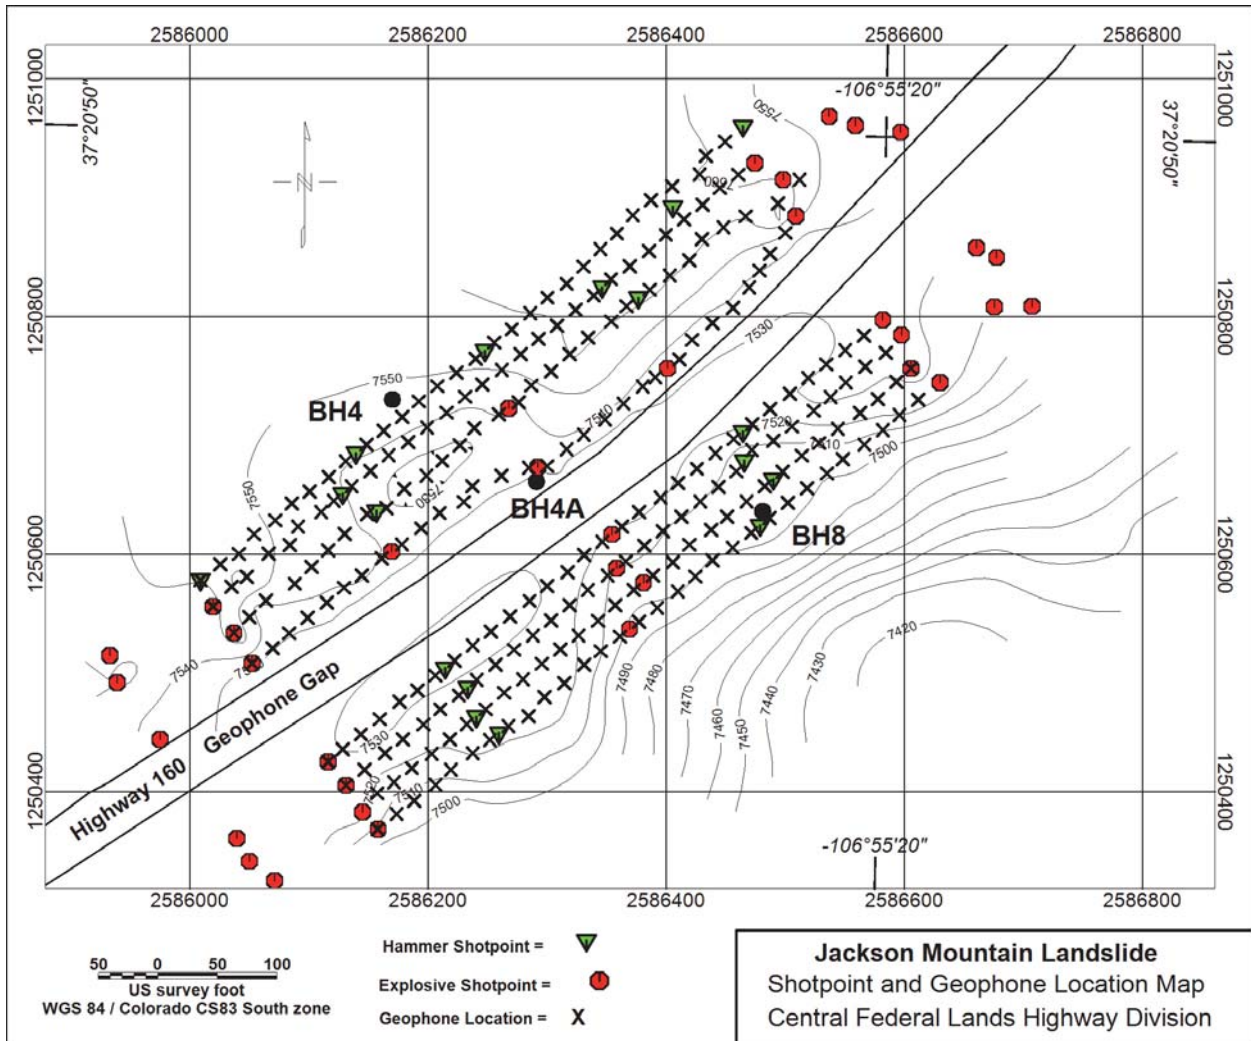 2586000 2586200 2586400 2586600 2586800
1251000
37°20'50"
N
7550
-106°55'20"
1251000
37°20'50"
7560
1250800
7530
1250800
7550
BH4
7540
7520
7510
7500
7550
7550
BH4A
BH8
1250600
1250600
7420
7540
7490
7480
7430
7470
7440
7460
7450
Highway 160 Geophone Gap
7530
1250400
7520
7510
7500
1250400
-106°55'20"
2586000 2586200 2586400 2586600 2586800
50 0 50 100
US survey foot
WGS 84 / Colorado CS83 South zone
Hammer Shotpoint =
Explosive Shotpoint =
Geophone Location = X
Jackson Mountain Landslide
Shotpoint and Geophone Location Map
Central Federal Lands Highway Division